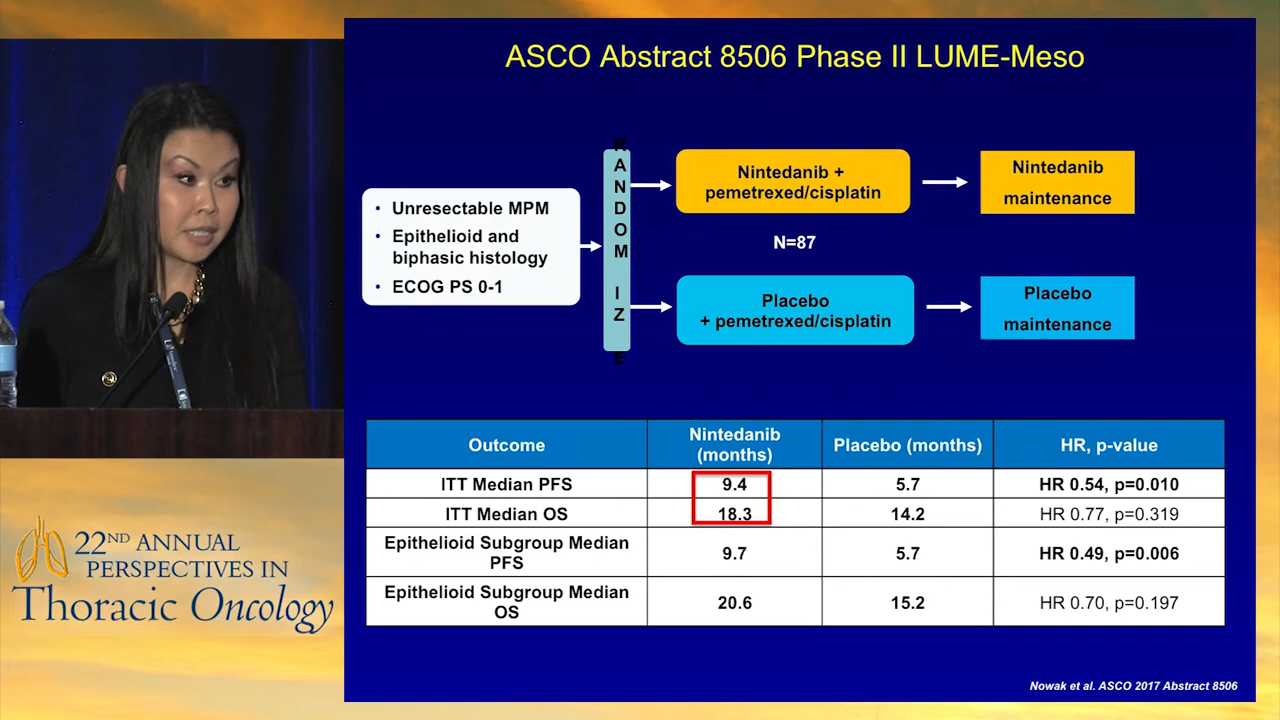 ASCO Abstract 8506 Phase II LUME-Meso
• Unresectable MPM
• Epithelioid and
biphasic histology
• ECOG PS 0-1
R
A
N
D
O
M
I
Z
E
Nintedanib +
pemetrexed/cisplatin
Nintedanib
maintenance
N=87
Placebo
+ pemetrexed/cisplatin
Placebo
maintenance
Outcome
Nintedanib
(months)
Placebo (months)
HR, p-value
ITT Median PFS
9.4
5.7
HR 0.54, p=0.010
ITT Median OS
18.3
14.2
HR 0.77, p=0.319
Epithelioid Subgroup Median
PFS
9.7
5.7
HR 0.49, p=0.006
Epithelioid Subgroup Median
OS
20.6
15.2
HR 0.70, p=0.197
Nowak et al. ASCO 2017 Abstract 8506
22ND ANNUAL
PERSPECTIVES IN
Thoracic Oncology